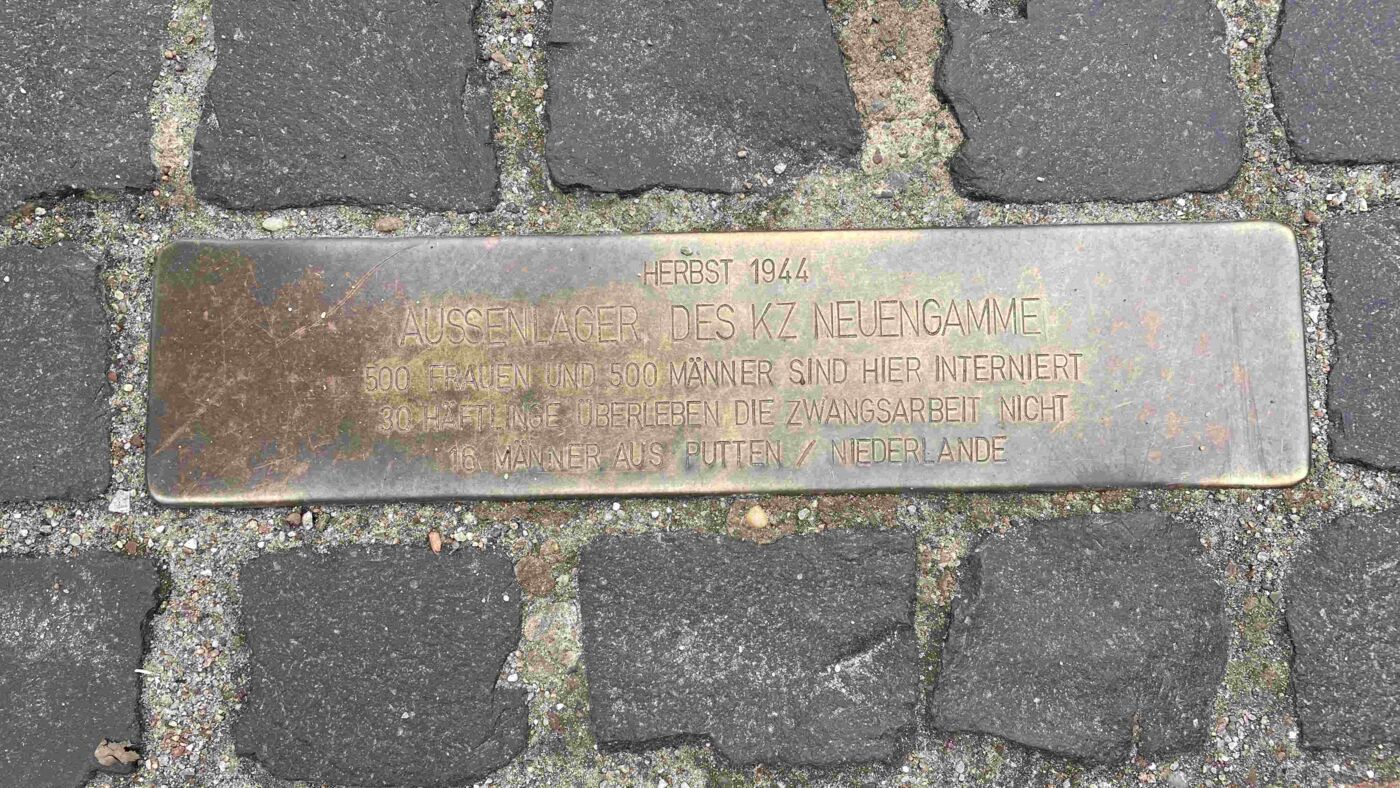 HERBST 1944
AUSSENLAGER DES KZ NEUENGAMME
500 FRAUEN UND 500 MÄNNER SIND HIER INTERNIERT
30 HÄFTLINGE ÜBERLEBEN DIE ZWANGSARBEIT NICHT
16 MÄNNER AUS PUTTEN / NIEDERLANDE